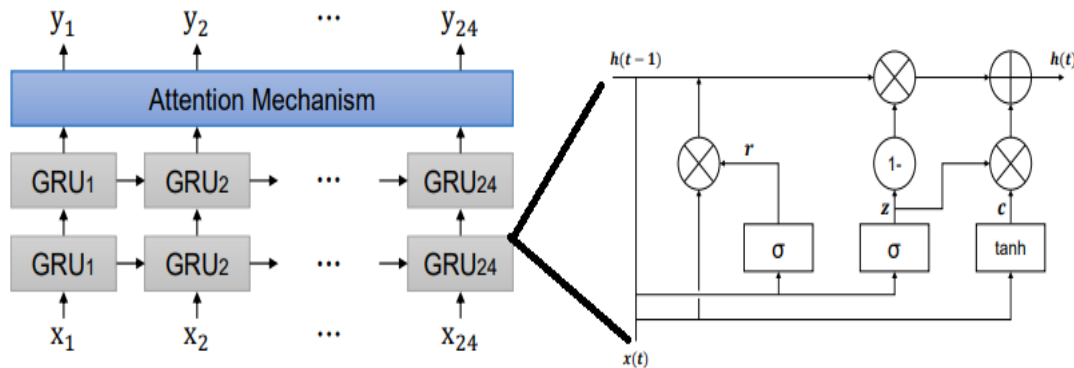 y1 y2 ... y24
Attention Mechanism
GRU1 GRU2 ... GRU24
GRU1 GRU2 ... GRU24
x1 x2 ... x24
h(t−1) h(t)
r 1-
z c
σ σ tanh
x(t)